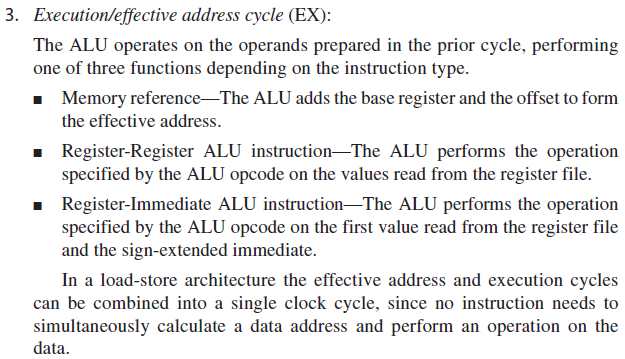 3. Execution/effective address cycle (EX):
The ALU operates on the operands prepared in the prior cycle, performing
one of three functions depending on the instruction type.
■ Memory reference—The ALU adds the base register and the offset to form
the effective address.
■ Register-Register ALU instruction—The ALU performs the operation
specified by the ALU opcode on the values read from the register file.
■ Register-Immediate ALU instruction—The ALU performs the operation
specified by the ALU opcode on the first value read from the register file
and the sign-extended immediate.
In a load-store architecture the effective address and execution cycles
can be combined into a single clock cycle, since no instruction needs to
simultaneously calculate a data address and perform an operation on the
data.